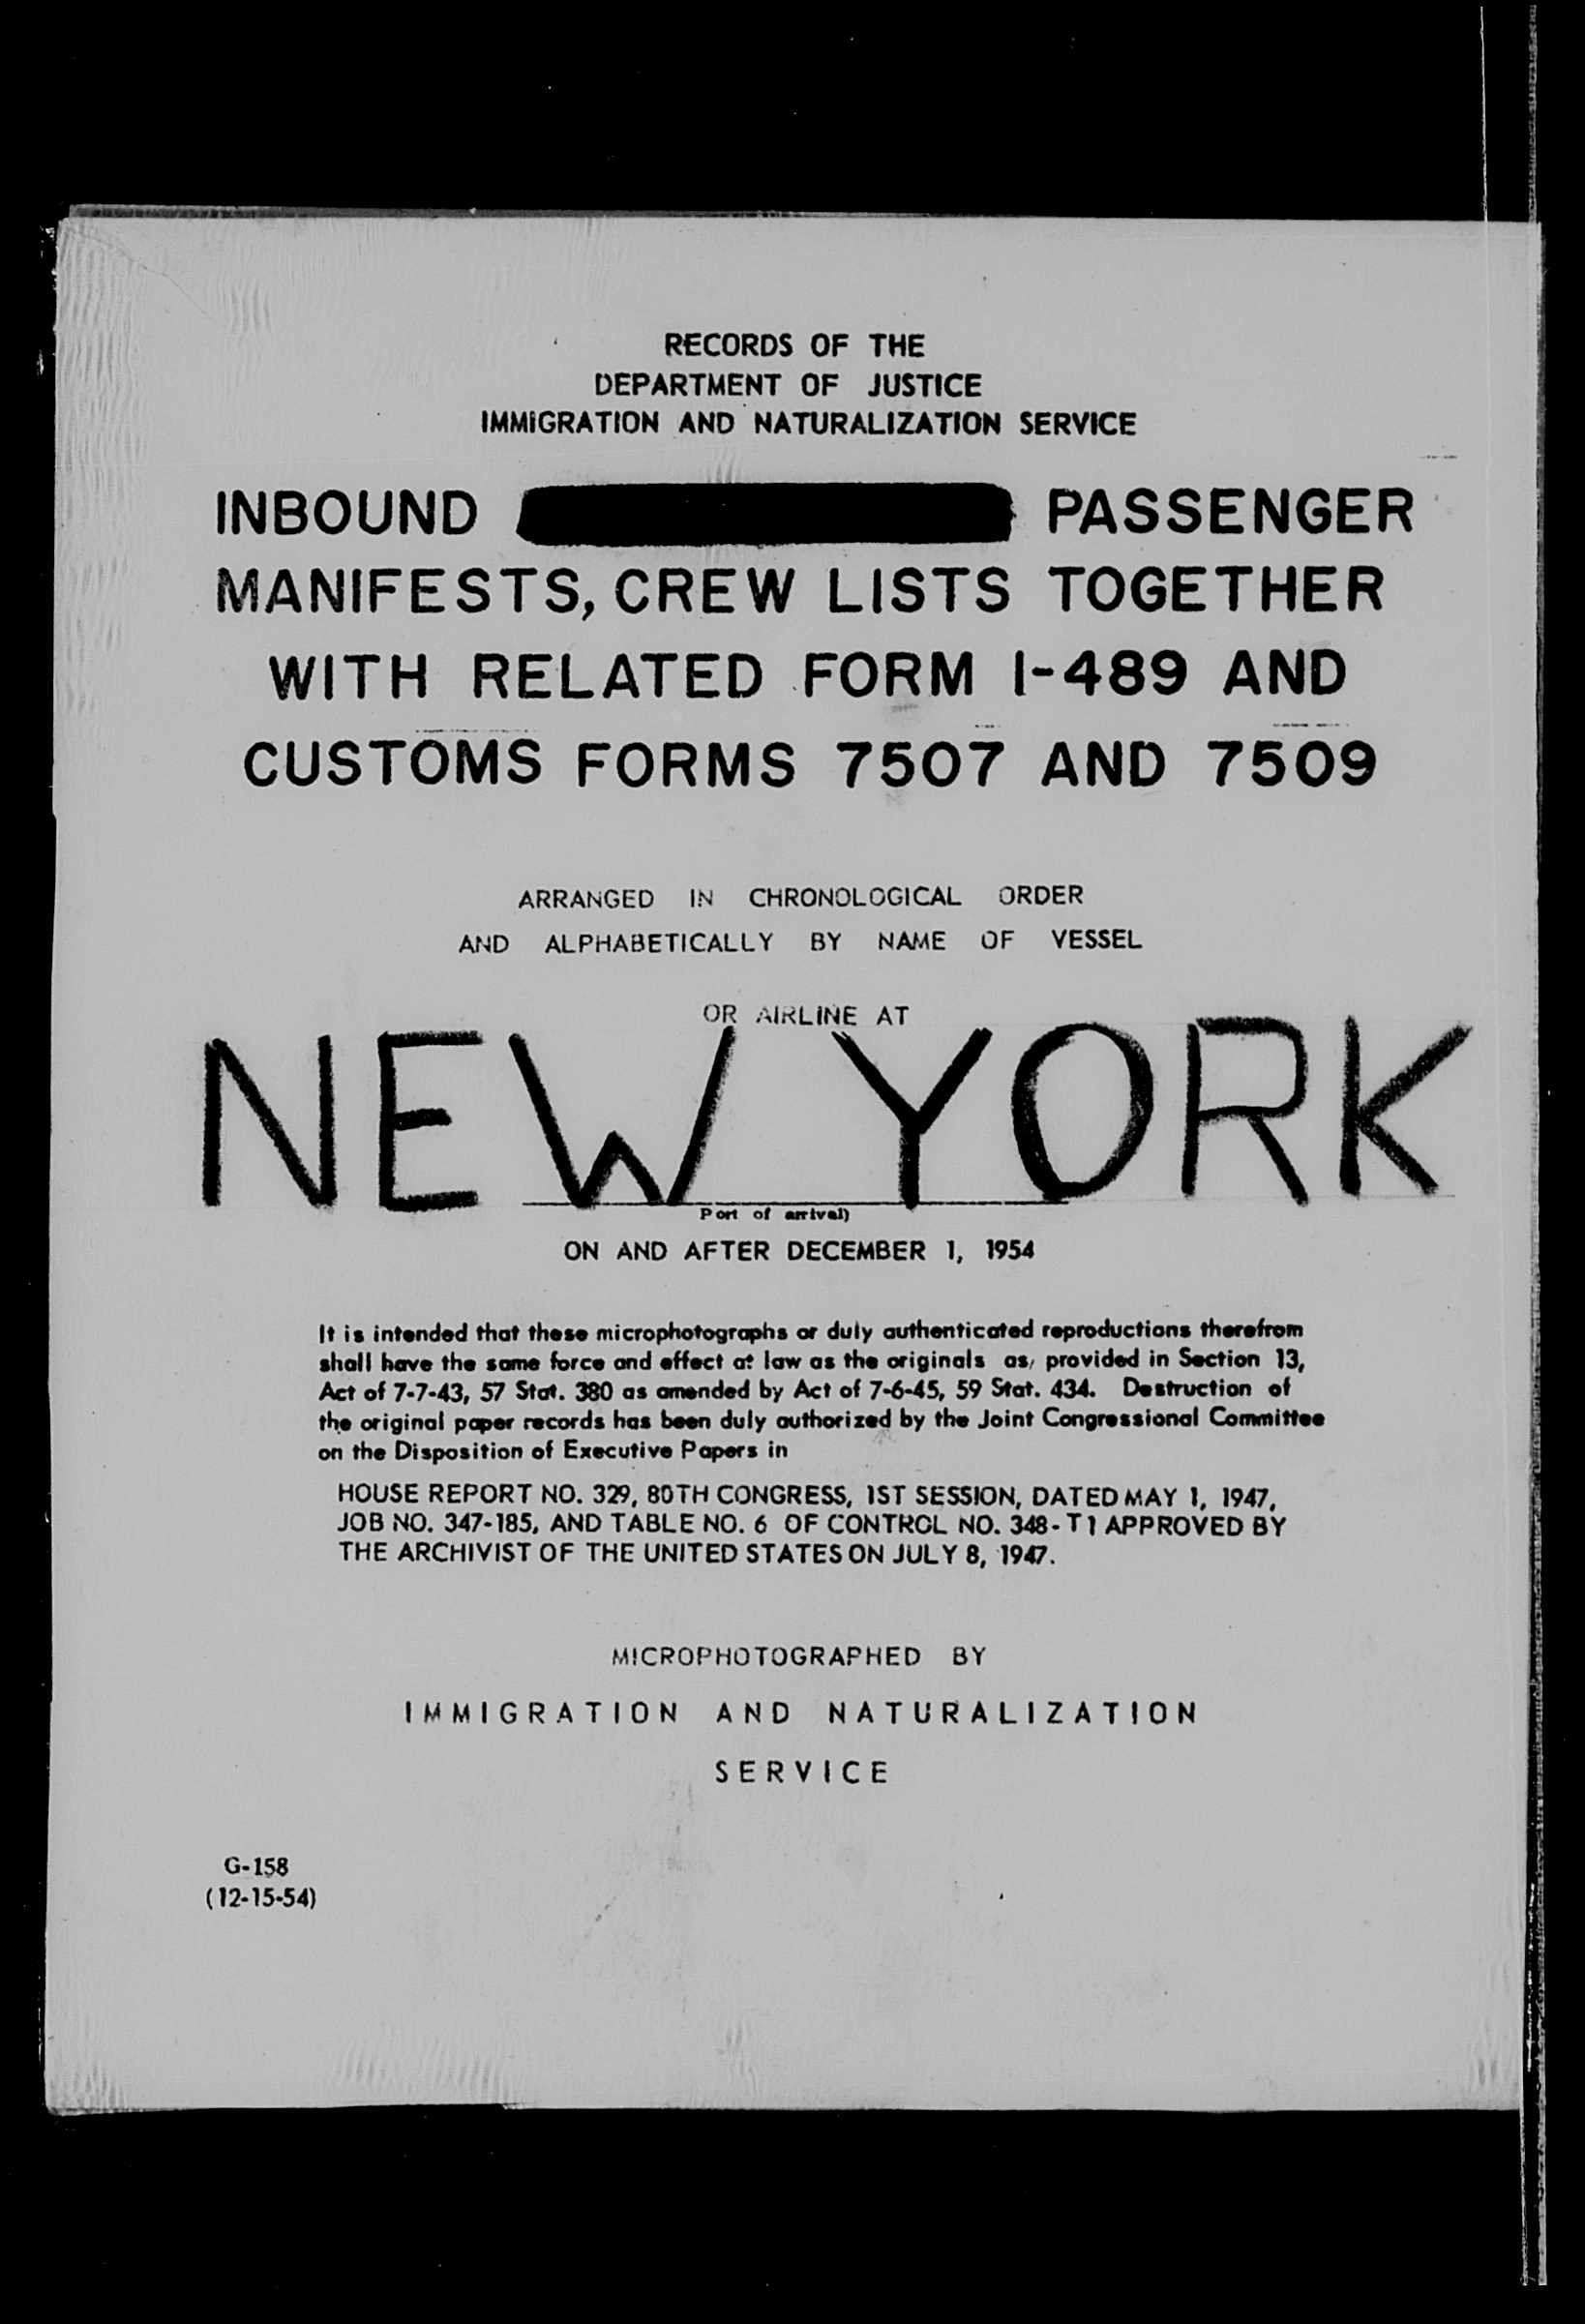 RECORDS OF THE
DEPARTMENT OF JUSTICE
IMMIGRATION AND NATURALIZATION SERVICE
INBOUND PASSENGER
MANIFESTS, CREW LISTS TOGETHER
WITH RELATED FORM I-489 AND
CUSTOMS FORMS 7507 AND 7509
ARRANGED IN CHRONOLOGICAL ORDER
AND ALPHABETICALLY BY NAME OF VESSEL
OR AIRLINE AT
NEW YORK
Port of arrival)
ON AND AFTER DECEMBER 1, 1954
It is intended that these microphotographs or duly authenticated reproductions therefrom
shall have the same force and effect at law as the originals as, provided in Section 13,
Act of 7-7-43, 57 Stat. 380 as amended by Act of 7-6-45, 59 Stat. 434. Destruction of
the original paper records has been duly authorized by the Joint Congressional Committee
on the Disposition of Executive Papers in
HOUSE REPORT NO. 329, 80TH CONGRESS, 1ST SESSION, DATED MAY 1, 1947,
JOB NO. 347-185, AND TABLE NO. 6 OF CONTROL NO. 348-T1 APPROVED BY
THE ARCHIVIST OF THE UNITED STATES ON JULY 8, 1947.
MICROPHOTOGRAPHED BY
IMMIGRATION AND NATURALIZATION
SERVICE
G-158
(12-15-54)